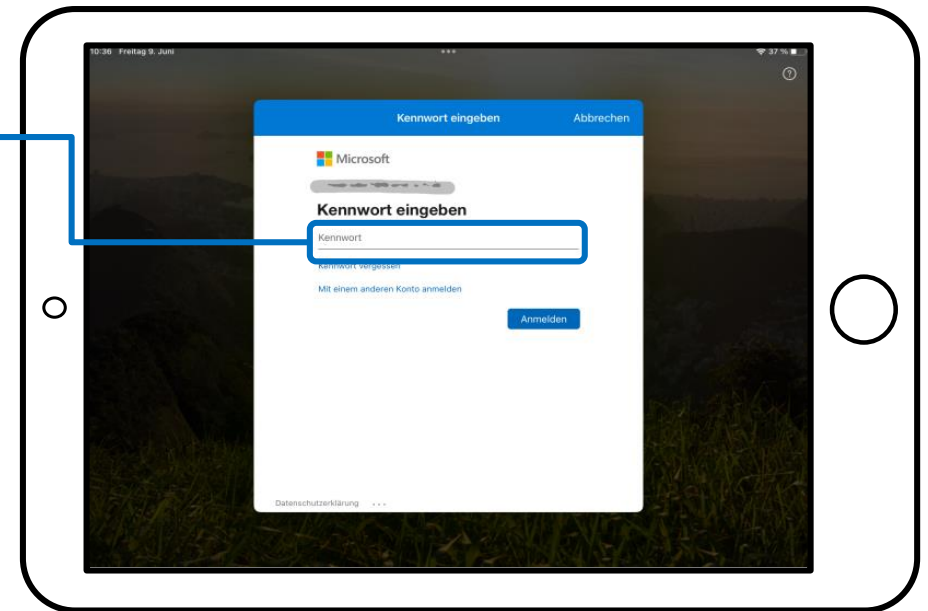 10:36 Freitag 9. Juni
37 %
Kennwort eingeben
Abbrechen
Microsoft
Kennwort eingeben
Kennwort
Kennwort vergessen
Mit einem anderen Konto anmelden
Anmelden
Datenschutzerklärung